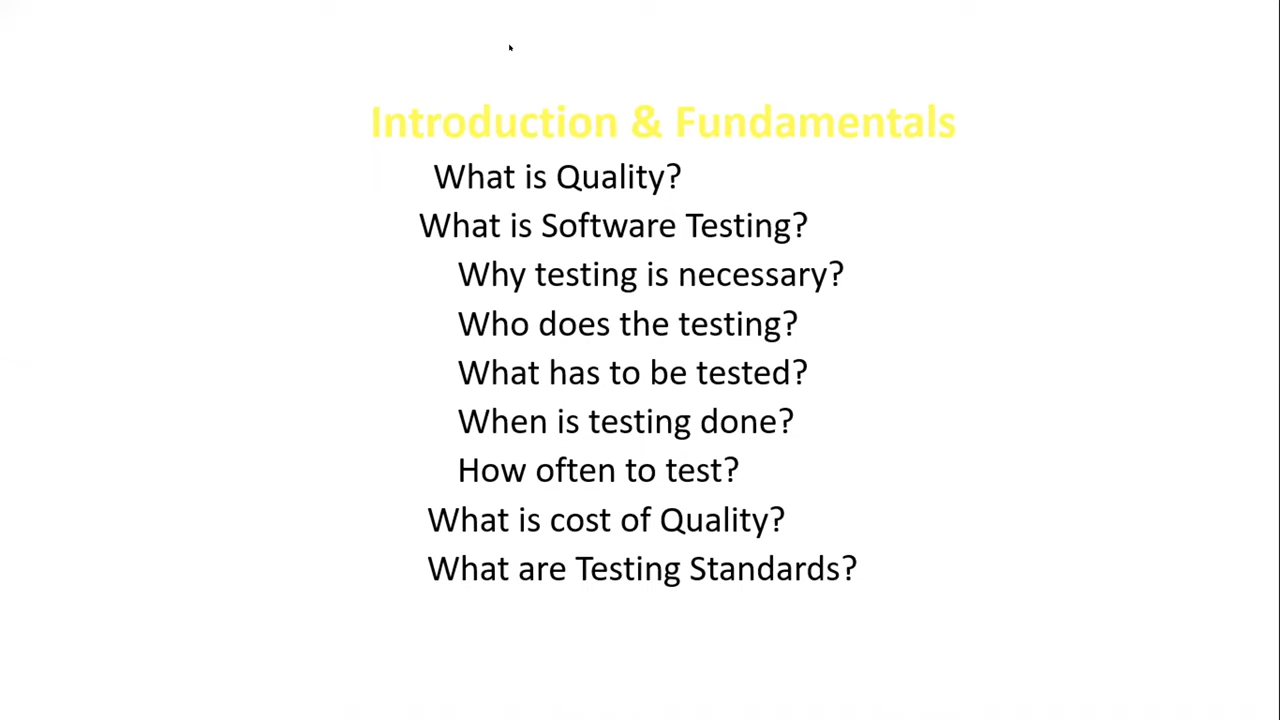 Introduction & Fundamentals
What is Quality?
What is Software Testing?
Why testing is necessary?
Who does the testing?
What has to be tested?
When is testing done?
How often to test?
What is cost of Quality?
What are Testing Standards?